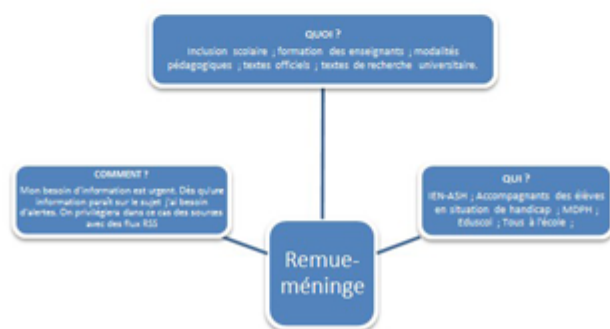 QUOI ?
Inclusion scolaire ; formation des enseignants ; modalités
pédagogiques ; textes officiels ; textes de recherche universitaire.
COMMENT ?
Mon besoin d'information est urgent. Dès qu'une
information paraît sur le sujet j'ai besoin
d'alertes. On privilégiera dans ce cas des sourses
avec des flux RSS
QUI ?
IEN-ASH ; Accompagnants des élèves
en situation de handicap ; MDPH ;
Eduscol ; Tous à l'école ;
Remue-
méninge